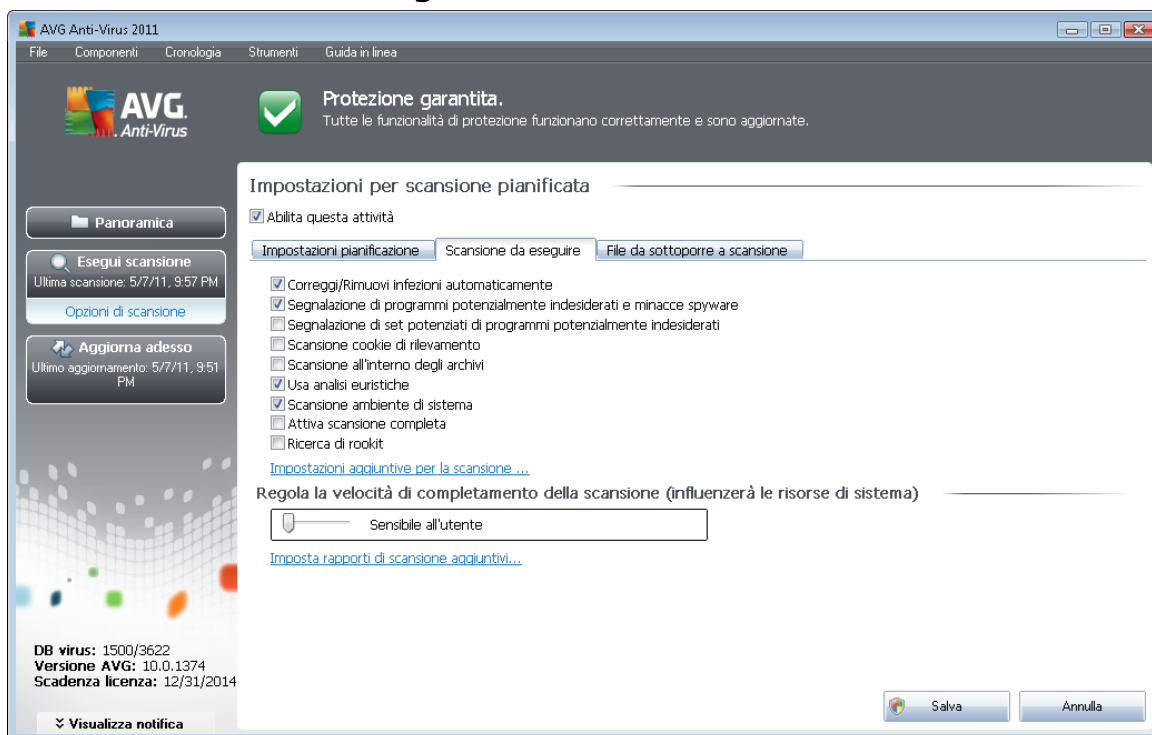 AVG Anti-Virus 2011
File Componenti Cronologia Strumenti Guida in linea
AVG.
Anti-Virus
Protezione garantita.
Tutte le funzionalità di protezione funzionano correttamente e sono aggiornate.
Panoramica
Esegui scansione
Ultima scansione: 5/7/11, 9:57 PM
Opzioni di scansione
Aggiorna adesso
Ultimo aggiornamento: 5/7/11, 9:51
PM
DB virus: 1500/3622
Versione AVG: 10.0.1374
Scadenza licenza: 12/31/2014
Visualizza notifica
Impostazioni per scansione pianificata
Abilita questa attività
Impostazioni pianificazione Scansione da eseguire File da sottoporre a scansione
Correggi/Rimuovi infezioni automaticamente
Segnalazione di programmi potenzialmente indesiderati e minacce spyware
Segnalazione di set potenziati di programmi potenzialmente indesiderati
Scansione cookie di rilevamento
Scansione all'interno degli archivi
Usa analisi euristiche
Scansione ambiente di sistema
Attiva scansione completa
Ricerca di rookit
Impostazioni aggiuntive per la scansione ...
Regola la velocità di completamento della scansione (influenzerà le risorse di sistema)
Sensibile all'utente
Imposta rapporti di scansione aggiuntivi...
Salva Annulla